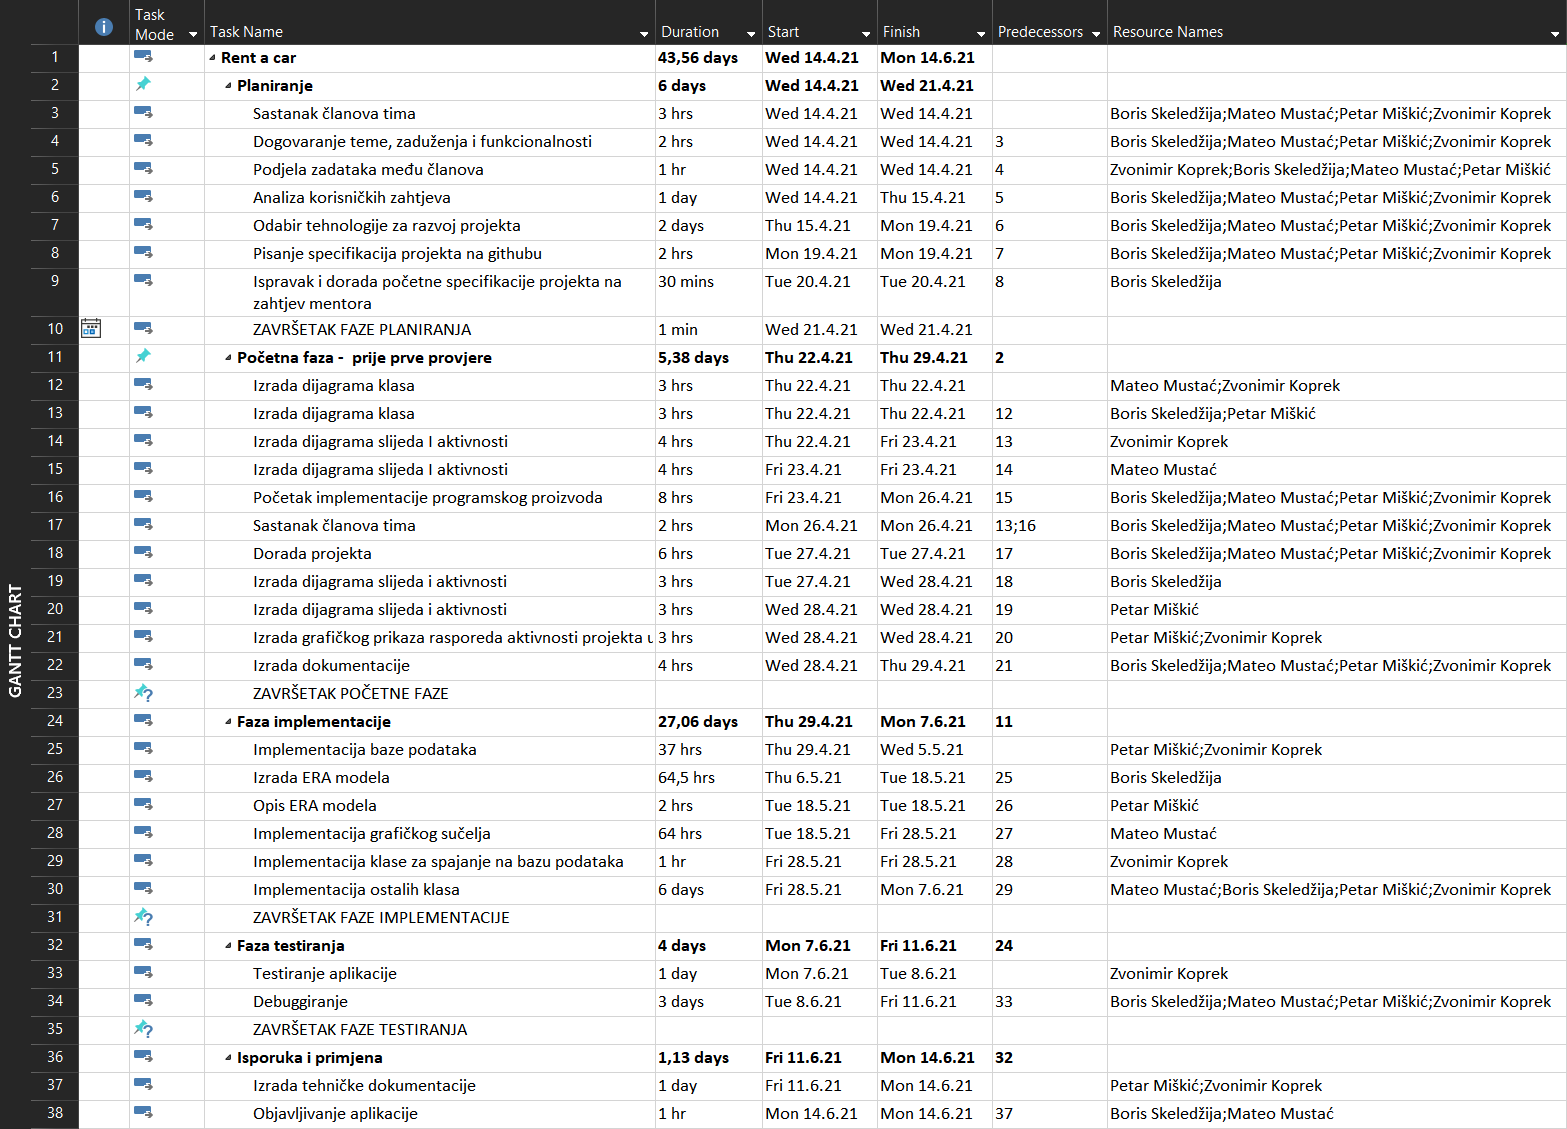 Task Mode Task Name Duration Start Finish Predecessors Resource Names
1 Rent a car 43,56 days Wed 14.4.21 Mon 14.6.21
2 Planiranje 6 days Wed 14.4.21 Wed 21.4.21
3 Sastanak članova tima 3 hrs Wed 14.4.21 Wed 14.4.21 Boris Skeledžija;Mateo Mustać;Petar Miškić;Zvonimir Koprek
4 Dogovaranje teme, zaduženja i funkcionalnosti 2 hrs Wed 14.4.21 Wed 14.4.21 3 Boris Skeledžija;Mateo Mustać;Petar Miškić;Zvonimir Koprek
5 Podjela zadataka među članova 1 hr Wed 14.4.21 Wed 14.4.21 4 Zvonimir Koprek;Boris Skeledžija;Mateo Mustać;Petar Miškić
6 Analiza korisničkih zahtjeva 1 day Wed 14.4.21 Thu 15.4.21 5 Boris Skeledžija;Mateo Mustać;Petar Miškić;Zvonimir Koprek
7 Odabir tehnologije za razvoj projekta 2 days Thu 15.4.21 Mon 19.4.21 6 Boris Skeledžija;Mateo Mustać;Petar Miškić;Zvonimir Koprek
8 Pisanje specifikacija projekta na githubu 2 hrs Mon 19.4.21 Mon 19.4.21 7 Boris Skeledžija;Mateo Mustać;Petar Miškić;Zvonimir Koprek
9 Ispravak i dorada početne specifikacije projekta na 30 mins Tue 20.4.21 Tue 20.4.21 8 Boris Skeledžija
zahtjev mentora
10 ZAVRŠETAK FAZE PLANIRANJA 1 min Wed 21.4.21 Wed 21.4.21
11 Početna faza - prije prve provjere 5,38 days Thu 22.4.21 Thu 29.4.21 2
12 Izrada dijagrama klasa 3 hrs Thu 22.4.21 Thu 22.4.21 Mateo Mustać;Zvonimir Koprek
13 Izrada dijagrama klasa 3 hrs Thu 22.4.21 Thu 22.4.21 12 Boris Skeledžija;Petar Miškić
14 Izrada dijagrama slijeda I aktivnosti 4 hrs Thu 22.4.21 Fri 23.4.21 13 Zvonimir Koprek
15 Izrada dijagrama slijeda I aktivnosti 4 hrs Fri 23.4.21 Fri 23.4.21 14 Mateo Mustać
16 Početak implementacije programskog proizvoda 8 hrs Fri 23.4.21 Mon 26.4.21 15 Boris Skeledžija;Mateo Mustać;Petar Miškić;Zvonimir Koprek
17 Sastanak članova tima 2 hrs Mon 26.4.21 Mon 26.4.21 13;16 Boris Skeledžija;Mateo Mustać;Petar Miškić;Zvonimir Koprek
18 Dorada projekta 6 hrs Tue 27.4.21 Tue 27.4.21 17 Boris Skeledžija;Mateo Mustać;Petar Miškić;Zvonimir Koprek
19 Izrada dijagrama slijeda i aktivnosti 3 hrs Tue 27.4.21 Wed 28.4.21 18 Boris Skeledžija
20 Izrada dijagrama slijeda i aktivnosti 3 hrs Wed 28.4.21 Wed 28.4.21 19 Petar Miškić
21 Izrada grafičkog prikaza rasporeda aktivnosti projekta u 3 hrs Wed 28.4.21 Wed 28.4.21 20 Petar Miškić;Zvonimir Koprek
22 Izrada dokumentacije 4 hrs Wed 28.4.21 Thu 29.4.21 21 Boris Skeledžija;Mateo Mustać;Petar Miškić;Zvonimir Koprek
23 ZAVRŠETAK POČETNE FAZE
24 Faza implementacije 27,06 days Thu 29.4.21 Mon 7.6.21 11
25 Implementacija baze podataka 37 hrs Thu 29.4.21 Wed 5.5.21 Petar Miškić;Zvonimir Koprek
26 Izrada ERA modela 64,5 hrs Thu 6.5.21 Tue 18.5.21 25 Boris Skeledžija
27 Opis ERA modela 2 hrs Tue 18.5.21 Tue 18.5.21 26 Petar Miškić
28 Implementacija grafičkog sučelja 64 hrs Tue 18.5.21 Fri 28.5.21 27 Mateo Mustać
29 Implementacija klase za spajanje na bazu podataka 1 hr Fri 28.5.21 Fri 28.5.21 28 Zvonimir Koprek
30 Implementacija ostalih klasa 6 days Fri 28.5.21 Mon 7.6.21 29 Mateo Mustać;Boris Skeledžija;Petar Miškić;Zvonimir Koprek
31 ZAVRŠETAK FAZE IMPLEMENTACIJE
32 Faza testiranja 4 days Mon 7.6.21 Fri 11.6.21 24
33 Testiranje aplikacije 1 day Mon 7.6.21 Tue 8.6.21 Zvonimir Koprek
34 Debuggiranje 3 days Tue 8.6.21 Fri 11.6.21 33 Boris Skeledžija;Mateo Mustać;Petar Miškić;Zvonimir Koprek
35 ZAVRŠETAK FAZE TESTIRANJA
36 Isporuka i primjena 1,13 days Fri 11.6.21 Mon 14.6.21 32
37 Izrada tehničke dokumentacije 1 day Fri 11.6.21 Mon 14.6.21 Petar Miškić;Zvonimir Koprek
38 Objavljivanje aplikacije 1 hr Mon 14.6.21 Mon 14.6.21 37 Boris Skeledžija;Mateo Mustać
GANTT CHART